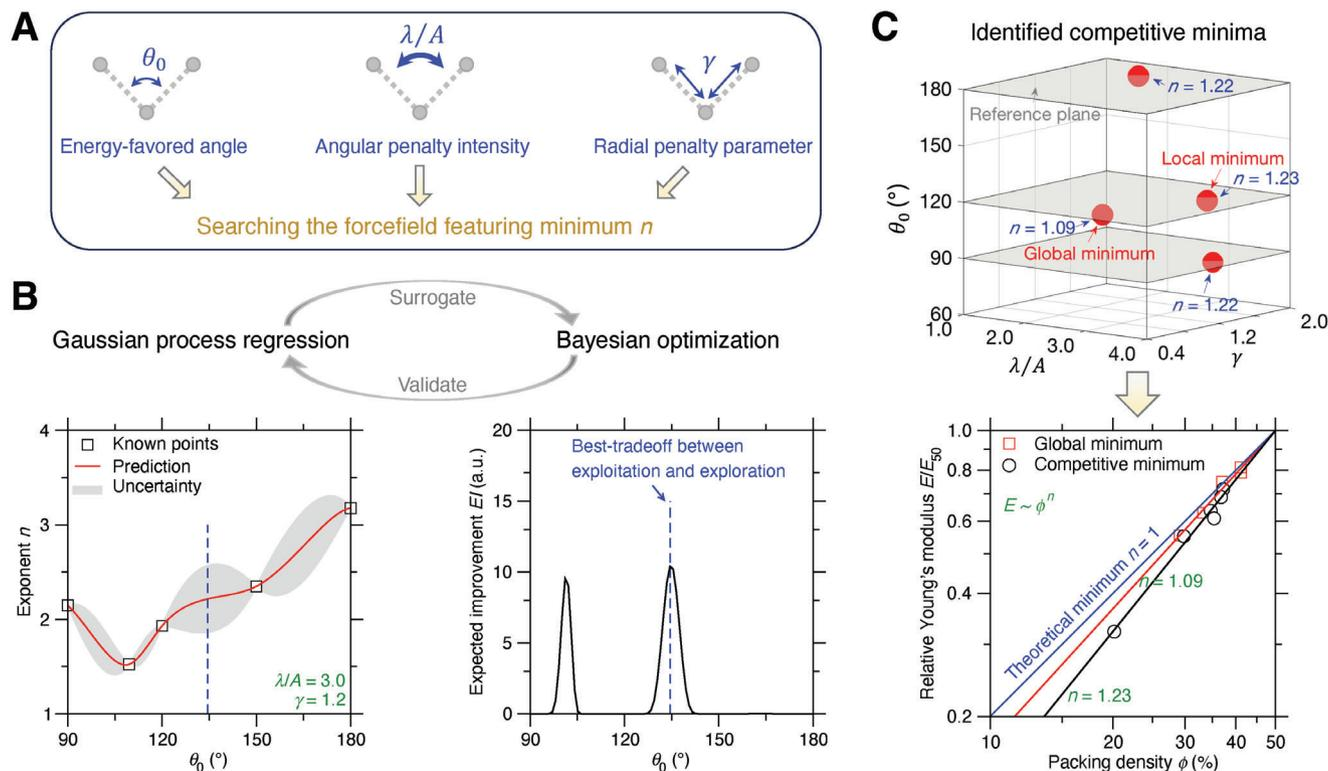 A
θ0
λ/A
γ
Energy-favored angle
Angular penalty intensity
Radial penalty parameter
Searching the forcefield featuring minimum n
B
Surrogate
Gaussian process regression
Bayesian optimization
Validate
4
3
2
1
Exponent n
Known points
Prediction
Uncertainty
λ/A = 3.0
γ = 1.2
90
120
150
180
θ0 (°)
20
15
10
5
0
Expected improvement EI (a.u.)
Best-tradeoff between
exploitation and exploration
90
120
150
180
θ0 (°)
C
Identified competitive minima
180
150
120
90
60
θ0 (°)
n = 1.22
Reference plane
Local minimum
n = 1.23
n = 1.09
Global minimum
n = 1.22
1.0
2.0
3.0
4.0
λ/A
0.4
1.2
2.0
γ
1.0
0.8
0.6
0.4
0.2
Relative Young's modulus E/E50
Global minimum
Competitive minimum
E ~ ϕn
Theoretical minimum n = 1
n = 1.09
n = 1.23
10
20
30
40
50
Packing density ϕ (%)